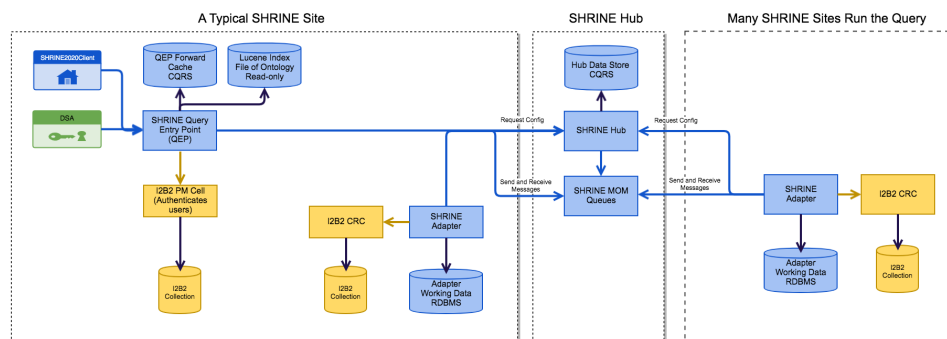 A Typical SHRINE Site
SHRINE Hub
Many SHRINE Sites Run the Query
SHRINE2020Client
DSA
QEP Forward
Cache
CQRS
Lucene Index
File of Ontology
Read-only
SHRINE Query
Entry Point
(QEP)
I2B2 PM Cell
(Authenticates
users)
I2B2
Collection
I2B2 CRC
SHRINE
Adapter
I2B2
Collection
Adapter
Working Data
RDBMS
Request Config
Send and Receive
Messages
Hub Data Store
CQRS
SHRINE Hub
SHRINE MOM
Queues
Request Config
Send and Receive
Messages
SHRINE
Adapter
I2B2 CRC
Adapter
Working Data
RDBMS
I2B2
Collection